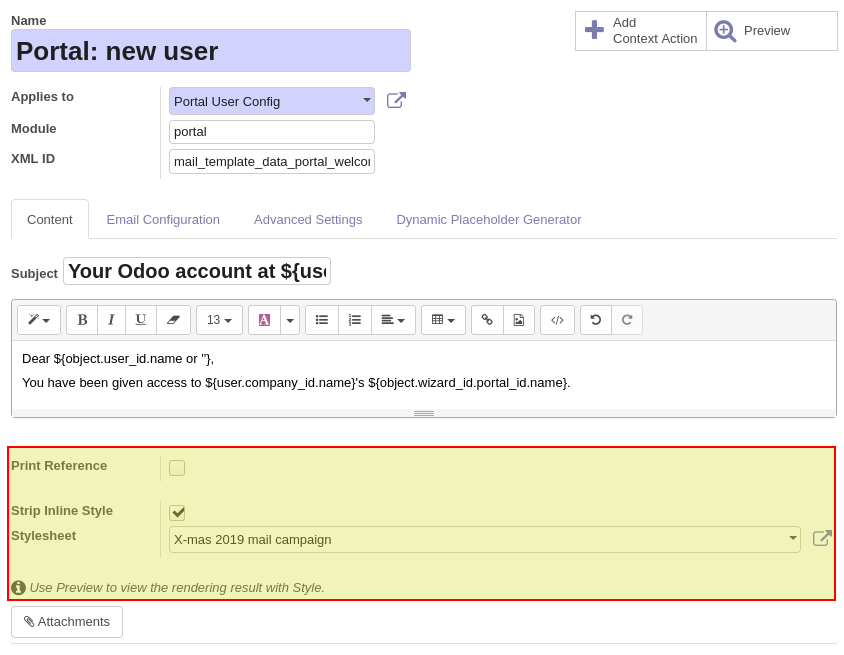 Name
Portal: new user
Add
Context Action
Preview
Applies to
Portal User Config
Module
portal
XML ID
mail_template_data_portal_welcor
Content
Email Configuration
Advanced Settings
Dynamic Placeholder Generator
Subject
Your Odoo account at ${use
B
I
U
13
A
</>
Dear ${object.user_id.name or ''},
You have been given access to ${user.company_id.name}'s ${object.wizard_id.portal_id.name}.
Print Reference
Strip Inline Style
Stylesheet
X-mas 2019 mail campaign
Use Preview to view the rendering result with Style.
Attachments